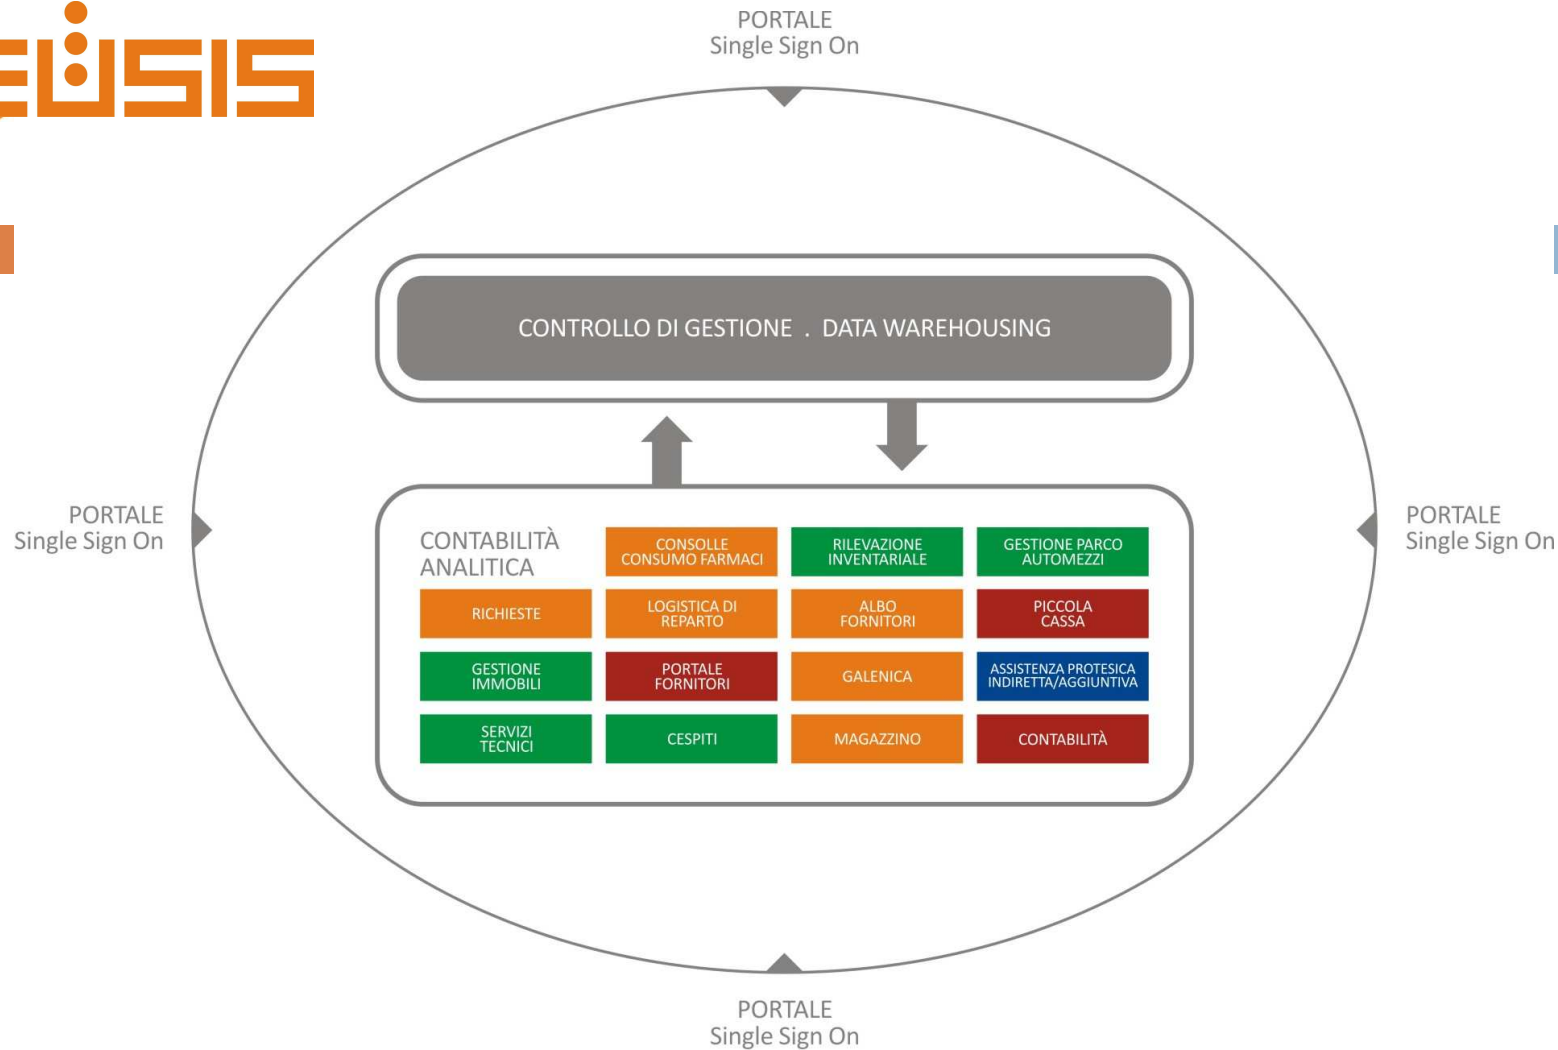 EUSIS
PORTALE
Single Sign On
CONTROLLO DI GESTIONE . DATA WAREHOUSING
PORTALE
Single Sign On
PORTALE
Single Sign On
CONTABILITÀ
ANALITICA
CONSOLLE
CONSUMO FARMACI
RILEVAZIONE
INVENTARIALE
GESTIONE PARCO
AUTOMEZZI
RICHIESTE
LOGISTICA DI
REPARTO
ALBO
FORNITORI
PICCOLA
CASSA
GESTIONE
IMMOBILI
PORTALE
FORNITORI
GALENICA
ASSISTENZA PROTESICA
INDIRETTA/AGGIUNTIVA
SERVIZI
TECNICI
CESPITI
MAGAZZINO
CONTABILITÀ
PORTALE
Single Sign On